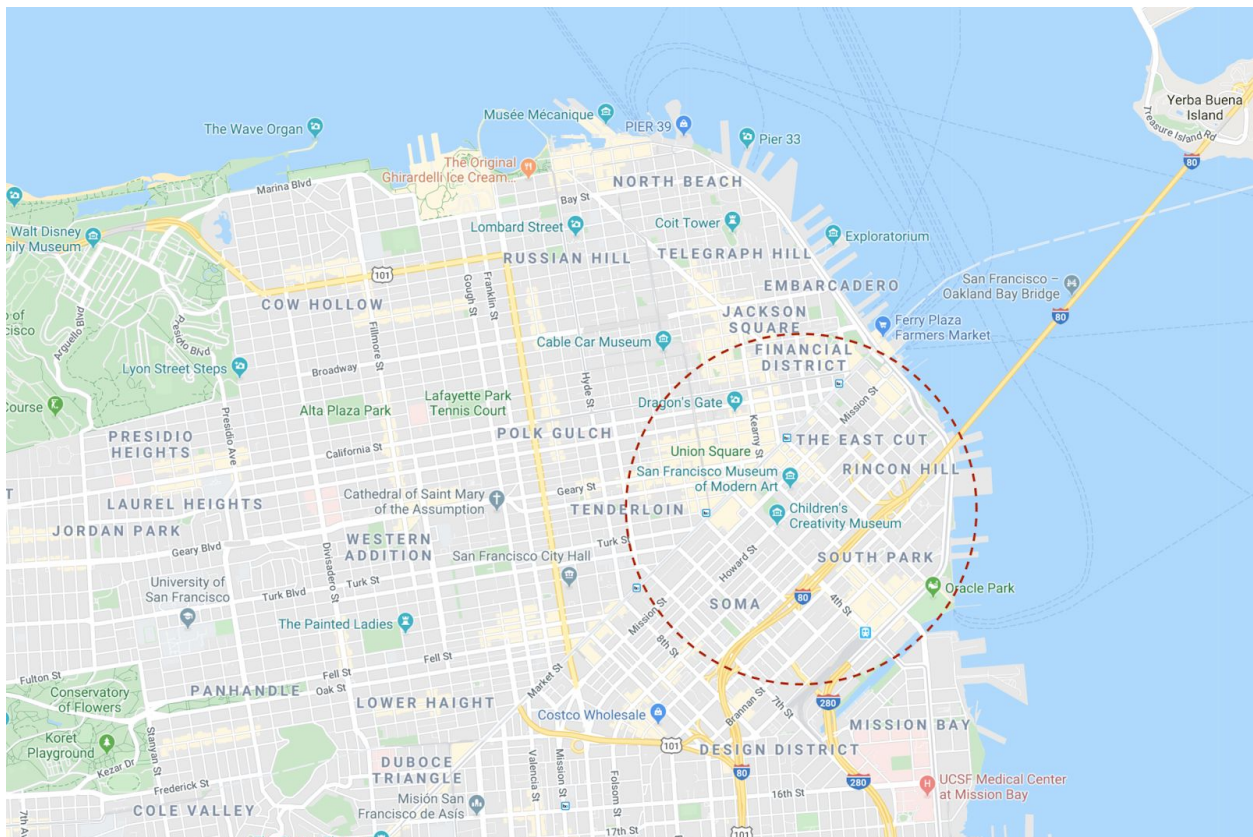 Yerba Buena
Island
Treasure Island Rd
80
Musée Mécanique
PIER 39
Pier 33
The Wave Organ
The Original
Ghirardelli Ice Cream...
Marina Blvd
Bay St
NORTH BEACH
Walt Disney
mily Museum
Lombard Street
Coit Tower
Exploratorium
RUSSIAN HILL
TELEGRAPH HILL
101
Gough St
Franklin St
San Francisco –
Oakland Bay Bridge
EMBARCADERO
COW HOLLOW
JACKSON
SQUARE
80
Ferry Plaza
Farmers Market
Arguello Blvd
Presidio Blvd
Fillmore St
Cable Car Museum
FINANCIAL
DISTRICT
Lyon Street Steps
Broadway
Hyde St
Course
Alta Plaza Park
Lafayette Park
Tennis Court
Dragon's Gate
Mission St
Kearny St
PRESIDIO
HEIGHTS
Presidio Ave
California St
POLK GULCH
THE EAST CUT
Union Square
RINCON HILL
San Francisco Museum
of Modern Art
LAUREL HEIGHTS
Cathedral of Saint Mary
of the Assumption
Geary St
TENDERLOIN
Children's
Creativity Museum
JORDAN PARK
Geary Blvd
WESTERN
ADDITION
Turk St
Divisadero St
San Francisco City Hall
Howard St
SOUTH PARK
University of
San Francisco
Turk Blvd
Turk St
Oracle Park
SOMA
80
4th St
Mission St
The Painted Ladies
8th St
Fulton St
Fell St
Fell St
Oak St
Market St
PANHANDLE
Conservatory
of Flowers
LOWER HAIGHT
Costco Wholesale
Brannan St
7th St
280
MISSION BAY
Koret
Playground
Stanyan St
101
DESIGN DISTRICT
Kezar Dr
Frederick St
DUBOCE
TRIANGLE
Valencia St
Mission St
Folsom St
80
280
UCSF Medical Center
at Mission Bay
COLE VALLEY
Misión San
Francisco de Asís
16th St
17th St
101